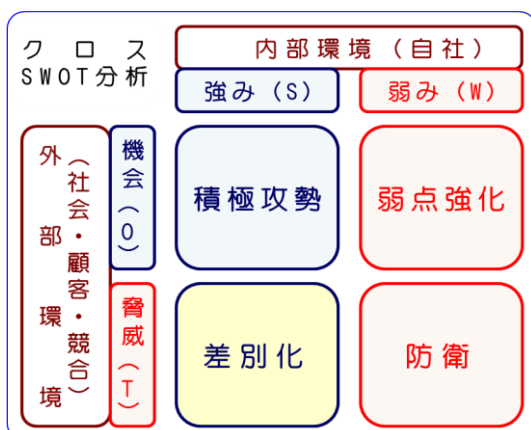 クロス
SWOT分析
内部環境（自社）
強み（S）
弱み（W）
外部環境
（社会・顧客・競合）
機会（O）
積極攻勢
弱点強化
脅威（T）
差別化
防衛